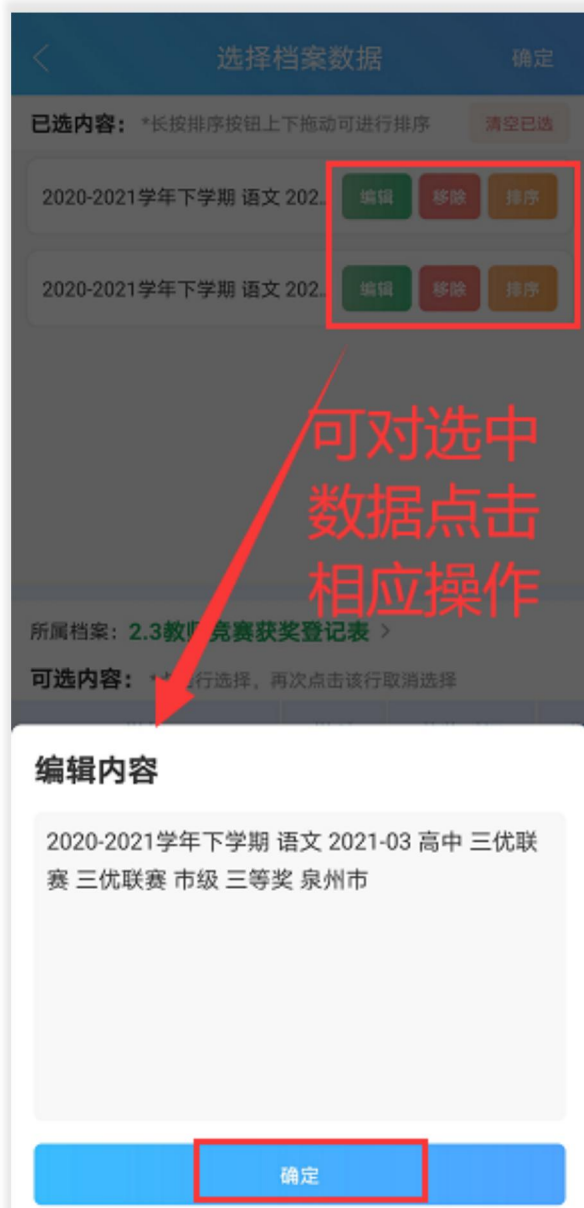 选择档案数据 确定
已选内容： *长按排序按钮上下拖动可进行排序 清空已选
2020-2021学年下学期 语文 202... 编辑 移除 排序
2020-2021学年下学期 语文 202... 编辑 移除 排序
可对选中
数据点击
相应操作
所属档案：2.3教师竞赛获奖登记表 >
可选内容： 行选择，再次点击该行取消选择
编辑内容
2020-2021学年下学期 语文 2021-03 高中 三优联
赛 三优联赛 市级 三等奖 泉州市
确定